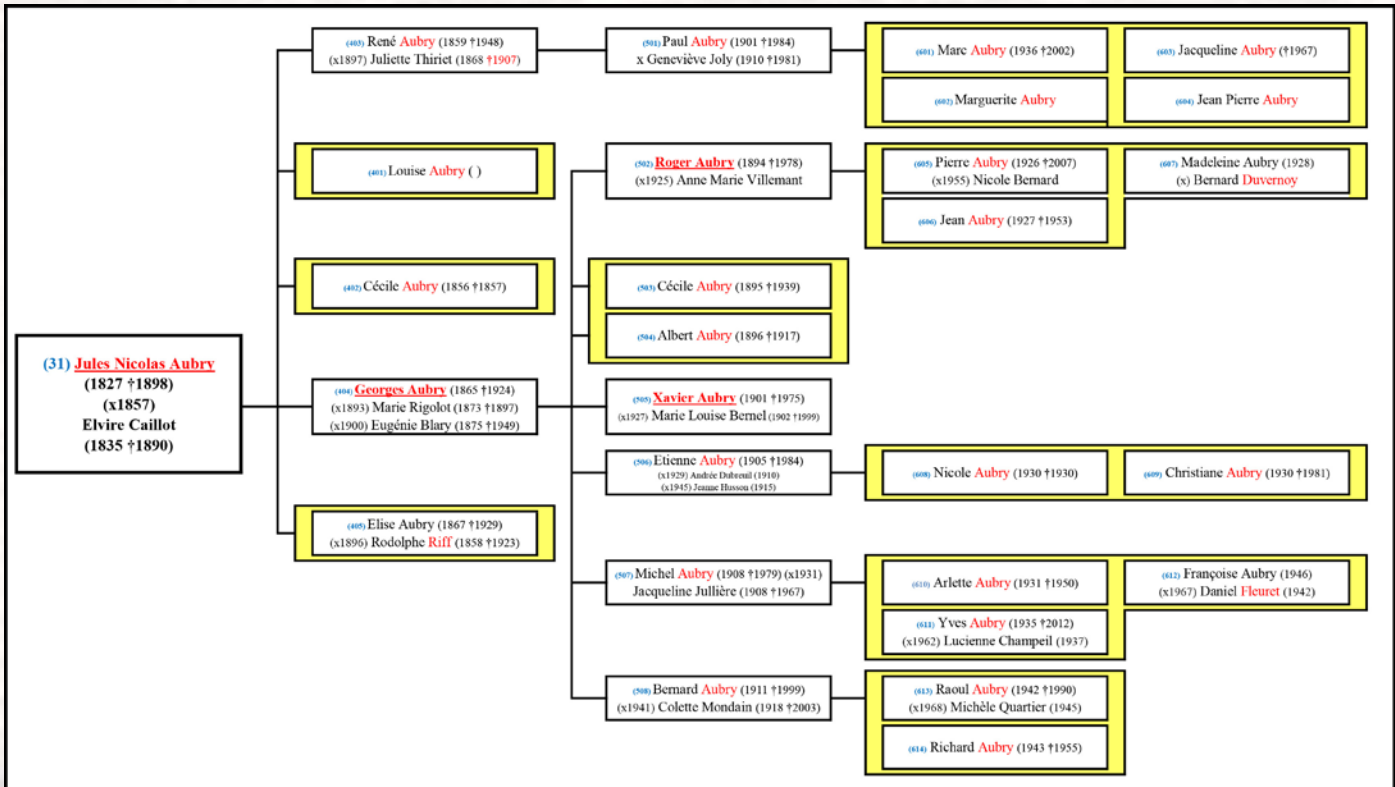 (31) Jules Nicolas Aubry
(1827 †1898)
(x1857)
Elvire Caillot
(1835 †1890)
(403) René Aubry (1859 †1948)
(x1897) Juliette Thiriet (1868 †1907)
(401) Louise Aubry ( )
(402) Cécile Aubry (1856 †1857)
(404) Georges Aubry (1865 †1924)
(x1893) Marie Rigolot (1873 †1897)
(x1900) Eugénie Blary (1875 †1949)
(405) Elise Aubry (1867 †1929)
(x1896) Rodolphe Riff (1858 †1923)
(501) Paul Aubry (1901 †1984)
x Geneviève Joly (1910 †1981)
(502) Roger Aubry (1894 †1978)
(x1925) Anne Marie Villemant
(503) Cécile Aubry (1895 †1939)
(504) Albert Aubry (1896 †1917)
(505) Xavier Aubry (1901 †1975)
(x1927) Marie Louise Bernel (1902 †1999)
(506) Etienne Aubry (1905 †1984)
(x1929) Andrée Dubreuil (1910)
(x1945) Jeanne Husson (1915)
(507) Michel Aubry (1908 †1979) (x1931)
Jacqueline Jullière (1908 †1967)
(508) Bernard Aubry (1911 †1999)
(x1941) Colette Mondain (1918 †2003)
(601) Marc Aubry (1936 †2002)
(603) Jacqueline Aubry (†1967)
(602) Marguerite Aubry
(604) Jean Pierre Aubry
(605) Pierre Aubry (1926 †2007)
(x1955) Nicole Bernard
(607) Madeleine Aubry (1928)
(x) Bernard Duvernoy
(606) Jean Aubry (1927 †1953)
(608) Nicole Aubry (1930 †1930)
(609) Christiane Aubry (1930 †1981)
(610) Arlette Aubry (1931 †1950)
(612) Françoise Aubry (1946)
(x1967) Daniel Fleuret (1942)
(611) Yves Aubry (1935 †2012)
(x1962) Lucienne Champeil (1937)
(613) Raoul Aubry (1942 †1990)
(x1968) Michèle Quartier (1945)
(614) Richard Aubry (1943 †1955)